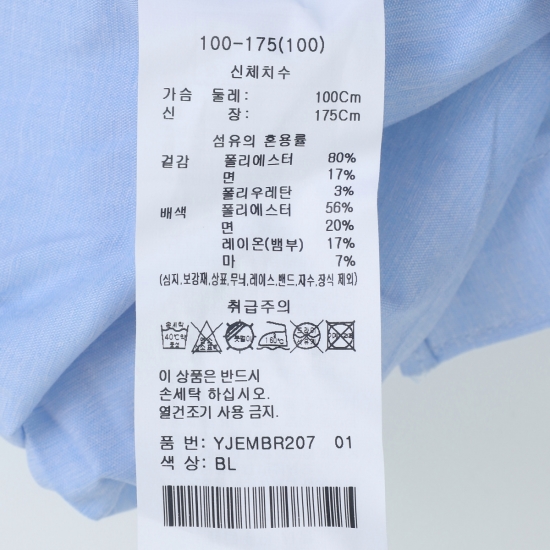 100-175(100)
신체치수
가슴 둘레: 100Cm
신 장: 175Cm
섬유의 혼용률
겉감 폴리에스터 80%
면 17%
폴리우레탄 3%
배색 폴리에스터 56%
면 20%
레이온(뱀부) 17%
마 7%
(심지,보강재,상표,무늬,레이스,밴드,자수,장식 제외)
취급주의
40℃ 160℃
이 상품은 반드시
손세탁 하십시오.
열건조기 사용 금지.
품 번: YJEMBR207 01
색 상: BL